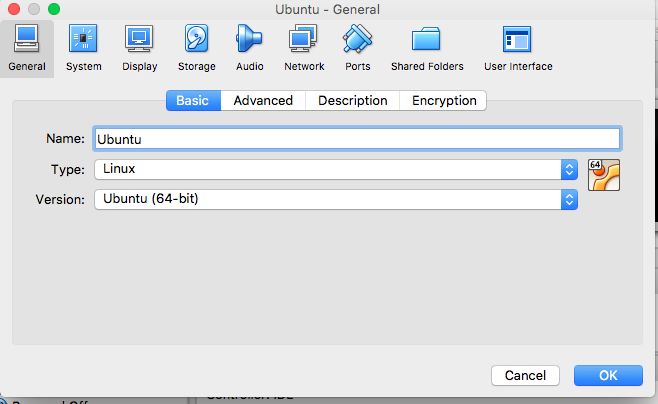 Ubuntu - General
General System Display Storage Audio Network Ports Shared Folders User Interface
Basic Advanced Description Encryption
Name: Ubuntu
Type: Linux 64
Version: Ubuntu (64-bit)
Cancel OK